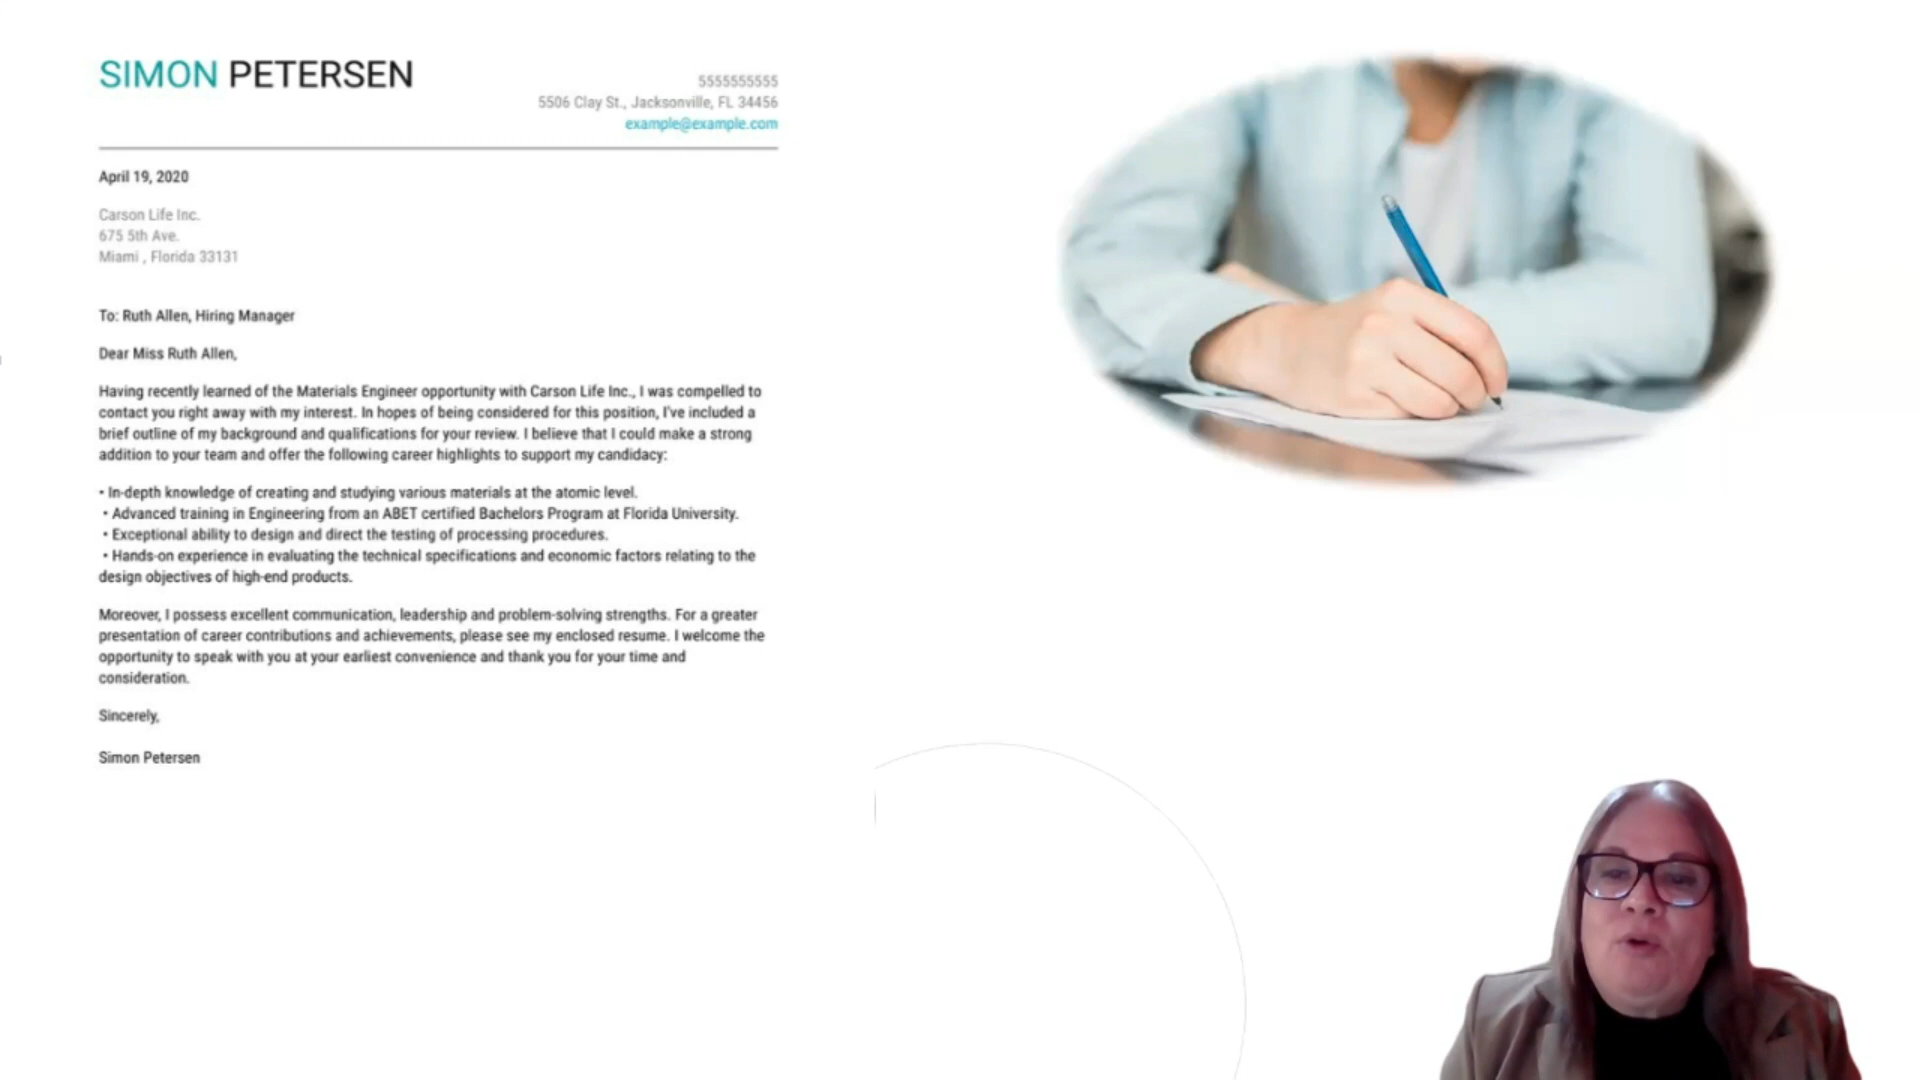 SIMON PETERSEN
5555555555
5506 Clay St., Jacksonville, FL 34456
example@example.com
April 19, 2020
Carson Life Inc.
675 5th Ave.
Miami , Florida 33131
To: Ruth Allen, Hiring Manager
Dear Miss Ruth Allen,
Having recently learned of the Materials Engineer opportunity with Carson Life Inc., I was compelled to
contact you right away with my interest. In hopes of being considered for this position, I've included a
brief outline of my background and qualifications for your review. I believe that I could make a strong
addition to your team and offer the following career highlights to support my candidacy:
• In-depth knowledge of creating and studying various materials at the atomic level.
• Advanced training in Engineering from an ABET certified Bachelors Program at Florida University.
• Exceptional ability to design and direct the testing of processing procedures.
• Hands-on experience in evaluating the technical specifications and economic factors relating to the
design objectives of high-end products.
Moreover, I possess excellent communication, leadership and problem-solving strengths. For a greater
presentation of career contributions and achievements, please see my enclosed resume. I welcome the
opportunity to speak with you at your earliest convenience and thank you for your time and
consideration.
Sincerely,
Simon Petersen